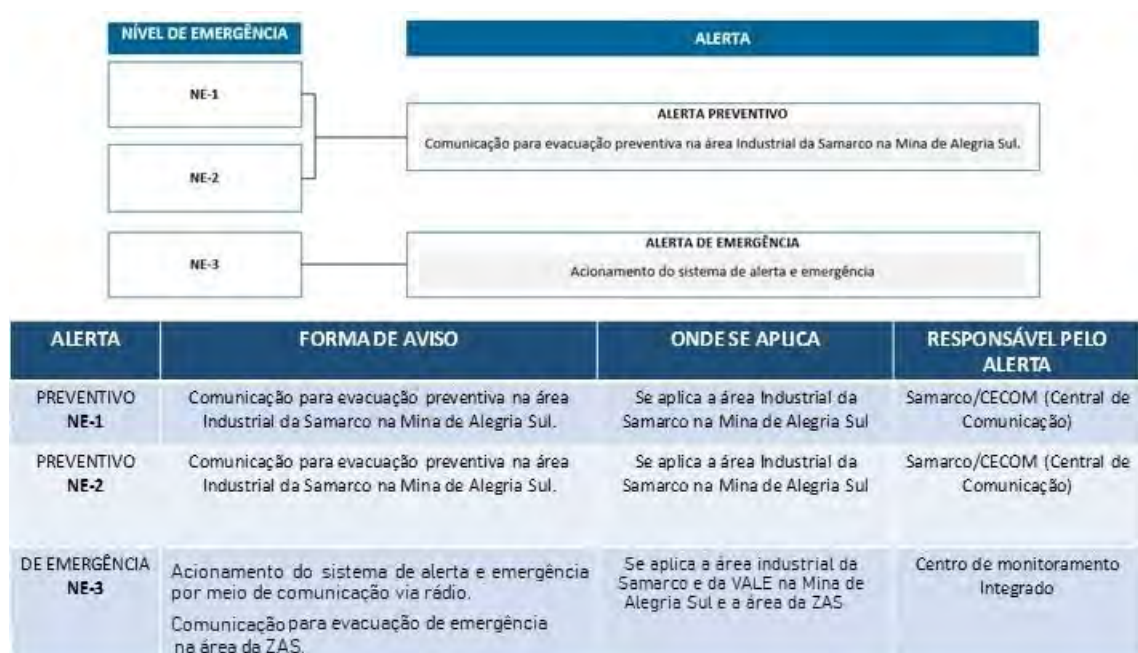 NÍVEL DE EMERGÊNCIA
ALERTA
NE-1
ALERTA PREVENTIVO
Comunicação para evacuação preventiva na área Industrial da Samarco na Mina de Alegria Sul.
NE-2
ALERTA DE EMERGÊNCIA
NE-3
Acionamento do sistema de alerta e emergência
ALERTA
FORMA DE AVISO
ONDE SE APLICA
RESPONSÁVEL PELO
ALERTA
PREVENTIVO
NE-1
Comunicação para evacuação preventiva na área
Industrial da Samarco na Mina de Alegria Sul.
Se aplica a área Industrial da
Samarco na Mina de Alegria Sul
Samarco/CECOM (Central de
Comunicação)
PREVENTIVO
NE-2
Comunicação para evacuação preventiva na área
Industrial da Samarco na Mina de Alegria Sul.
Se aplica a área Industrial da
Samarco na Mina de Alegria Sul
Samarco/CECOM (Central de
Comunicação)
DE EMERGÊNCIA
NE-3
Acionamento do sistema de alerta e emergência
por meio de comunicação via rádio.
Comunicação para evacuação de emergência
na área da ZAS.
Se aplica a área industrial da
Samarco e da VALE na Mina de
Alegria Sul e a área da ZAS
Centro de monitoramento
Integrado